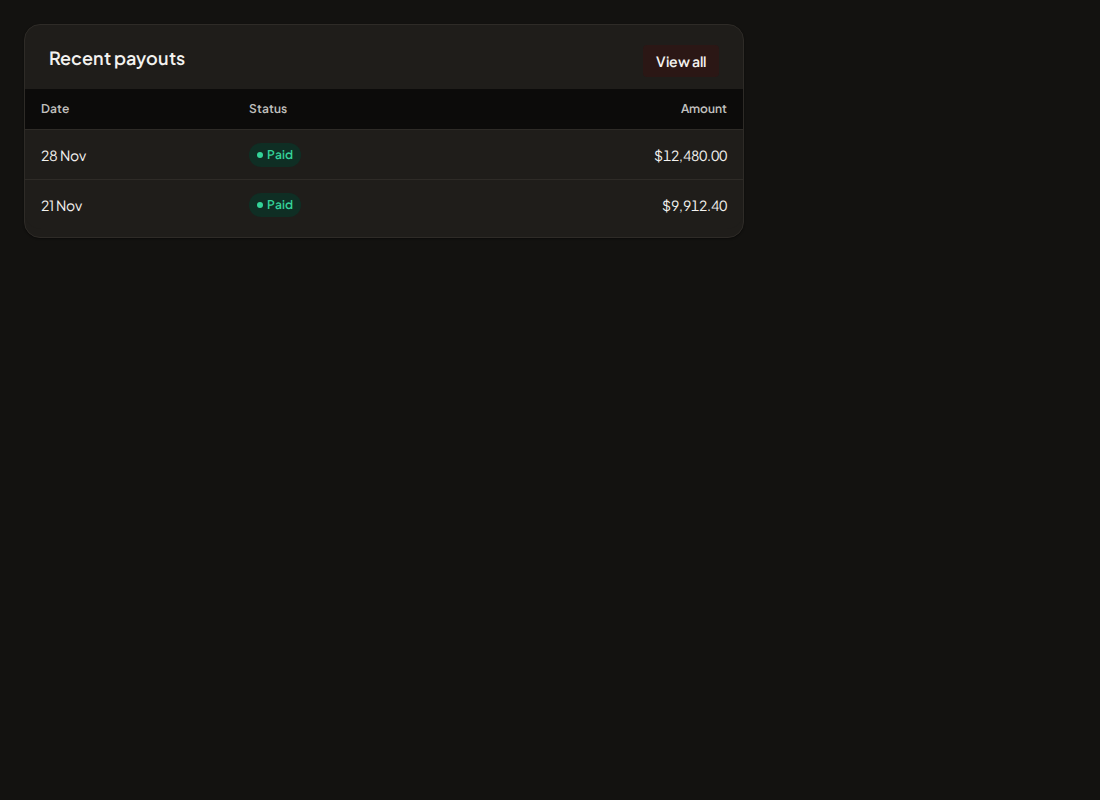 Recent payouts
View all
Date Status Amount
28 Nov Paid $12,480.00
21 Nov Paid $9,912.40